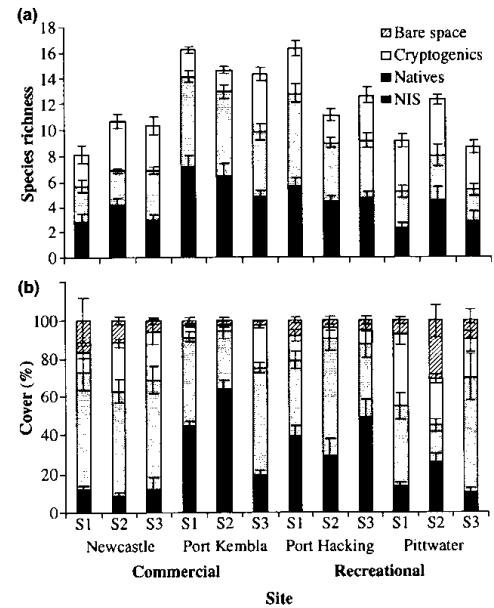 (a)
18
16
14
12
10
8
6
4
2
0
Species richness
Bare space
Cryptogenics
Natives
NIS
(b)
100
80
60
40
20
0
Cover (%)
S1 S2 S3 S1 S2 S3 S1 S2 S3 S1 S2 S3
Newcastle Port Kembla Port Hacking Pittwater
Commercial Recreational
Site